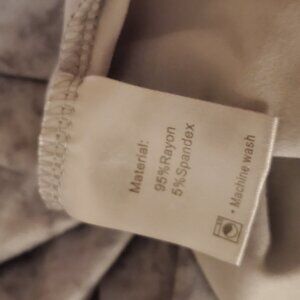 Material:
95%Rayon
5%Spandex
• Machine wash